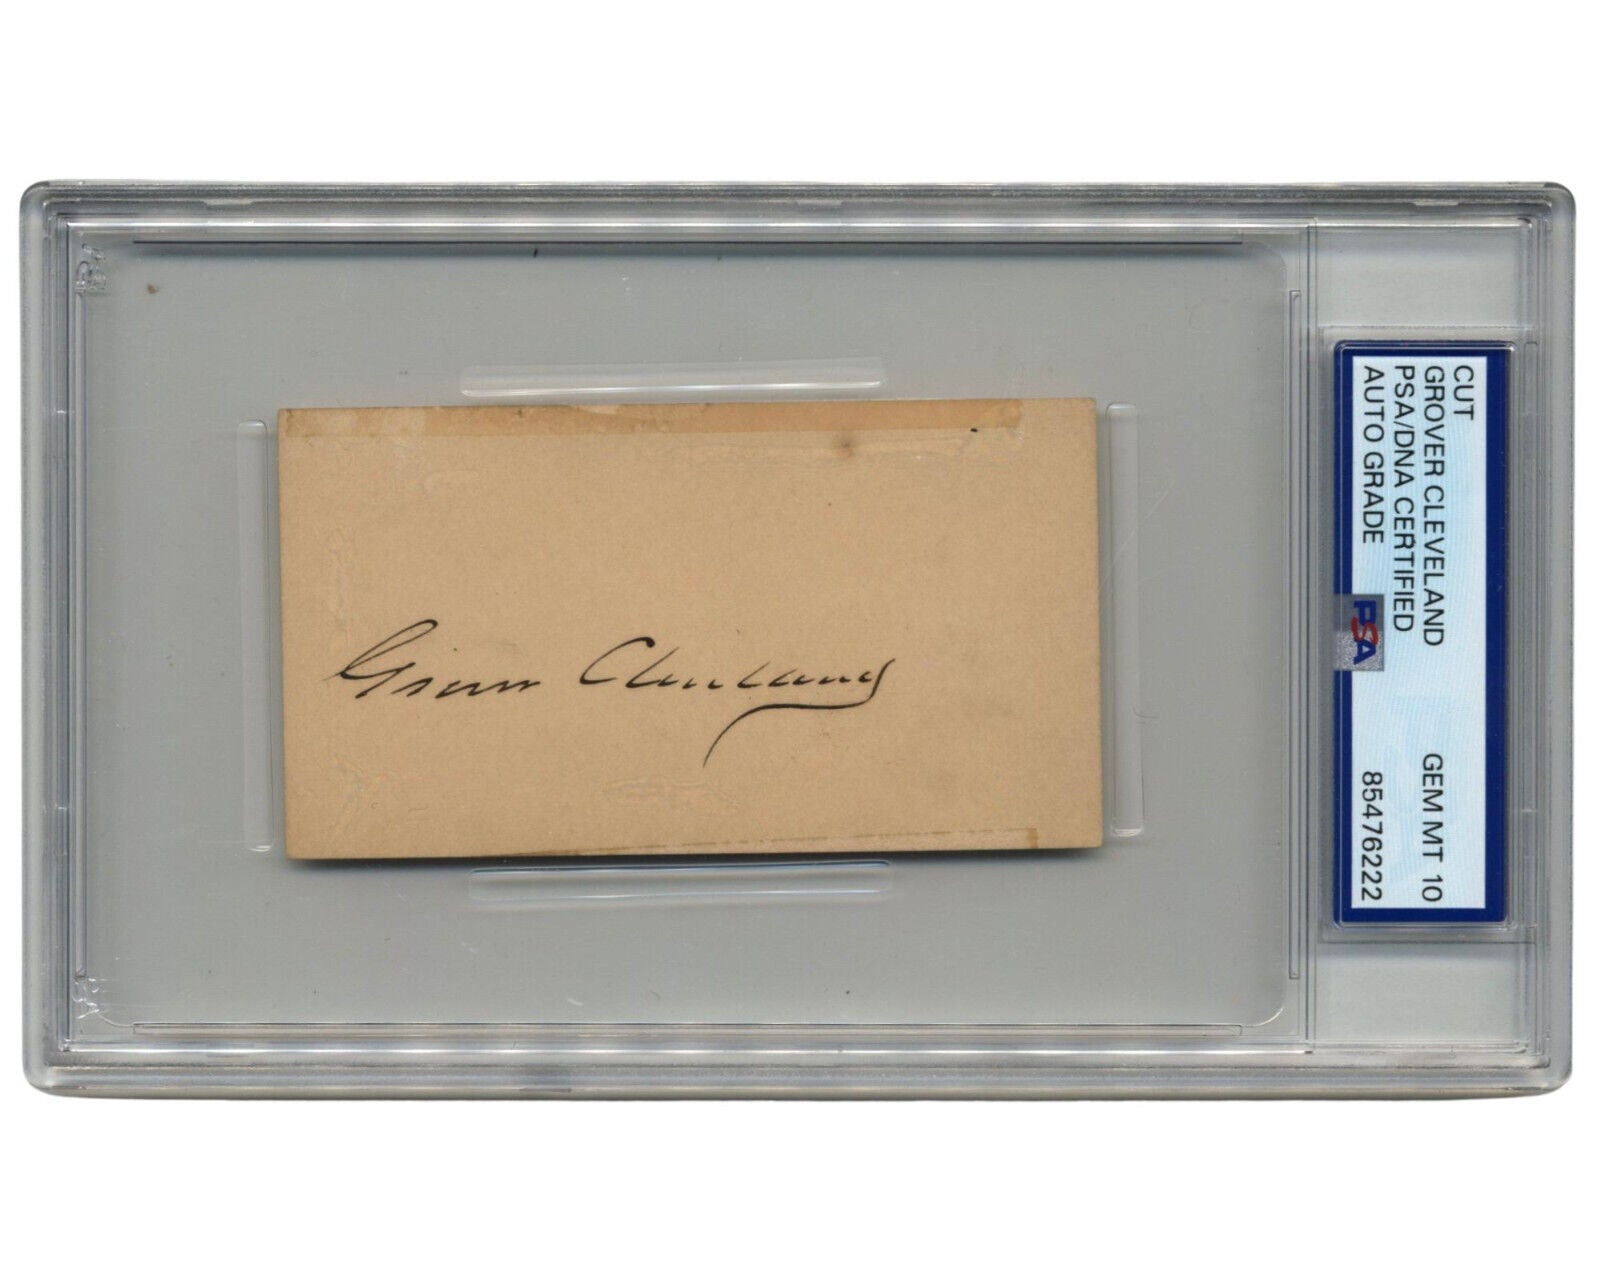 Grover Cleveland
CUT
GROVER CLEVELAND
PSA/DNA CERTIFIED
AUTO GRADE
GEM MT 10
85476222
PSA